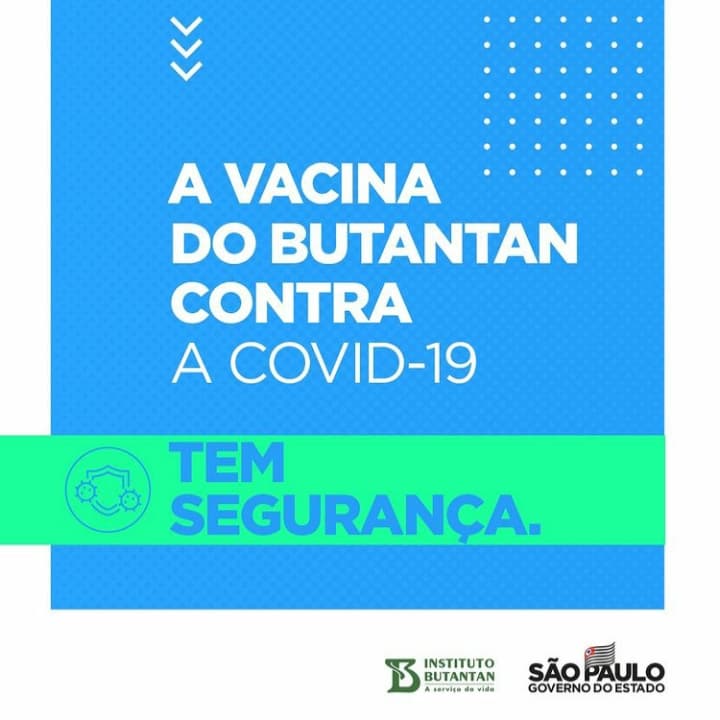 A VACINA
DO BUTANTAN
CONTRA
A COVID-19
TEM
SEGURANÇA.
INSTITUTO
BUTANTAN
A serviço da vida
SÃO PAULO
GOVERNO DO ESTADO